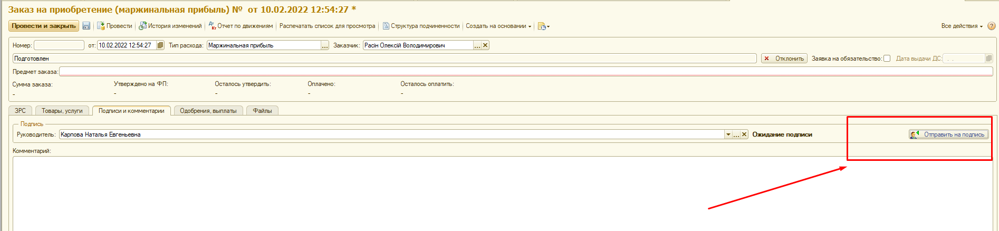 Заказ на приобретение (маржинальная прибыль) № от 10.02.2022 12:54:27 *
Провести и закрыть Провести История изменений Дт Кт Отчет по движениям Распечатать список для просмотра Структура подчиненности Создать на основании Все действия ?
Номер: от: 10.02.2022 12:54:27 Тип расхода: Маржинальная прибыль ... Заказчик: Расін Олексій Володимирович ... ✕
Подготовлен ✕ Отклонить Заявка на обязательство: Дата выдачи ДС: . .
Предмет заказа:
Сумма заказа: Утверждено на ФП: Осталось утвердить: Оплачено: Осталось оплатить:
- - - - -
ЗРС Товары, услуги Подписи и комментарии Одобрения, выплаты Файлы
Подпись
Руководитель: Карпова Наталья Евгеньевна ... ✕ Ожидание подписи Отправить на подпись
Комментарий: